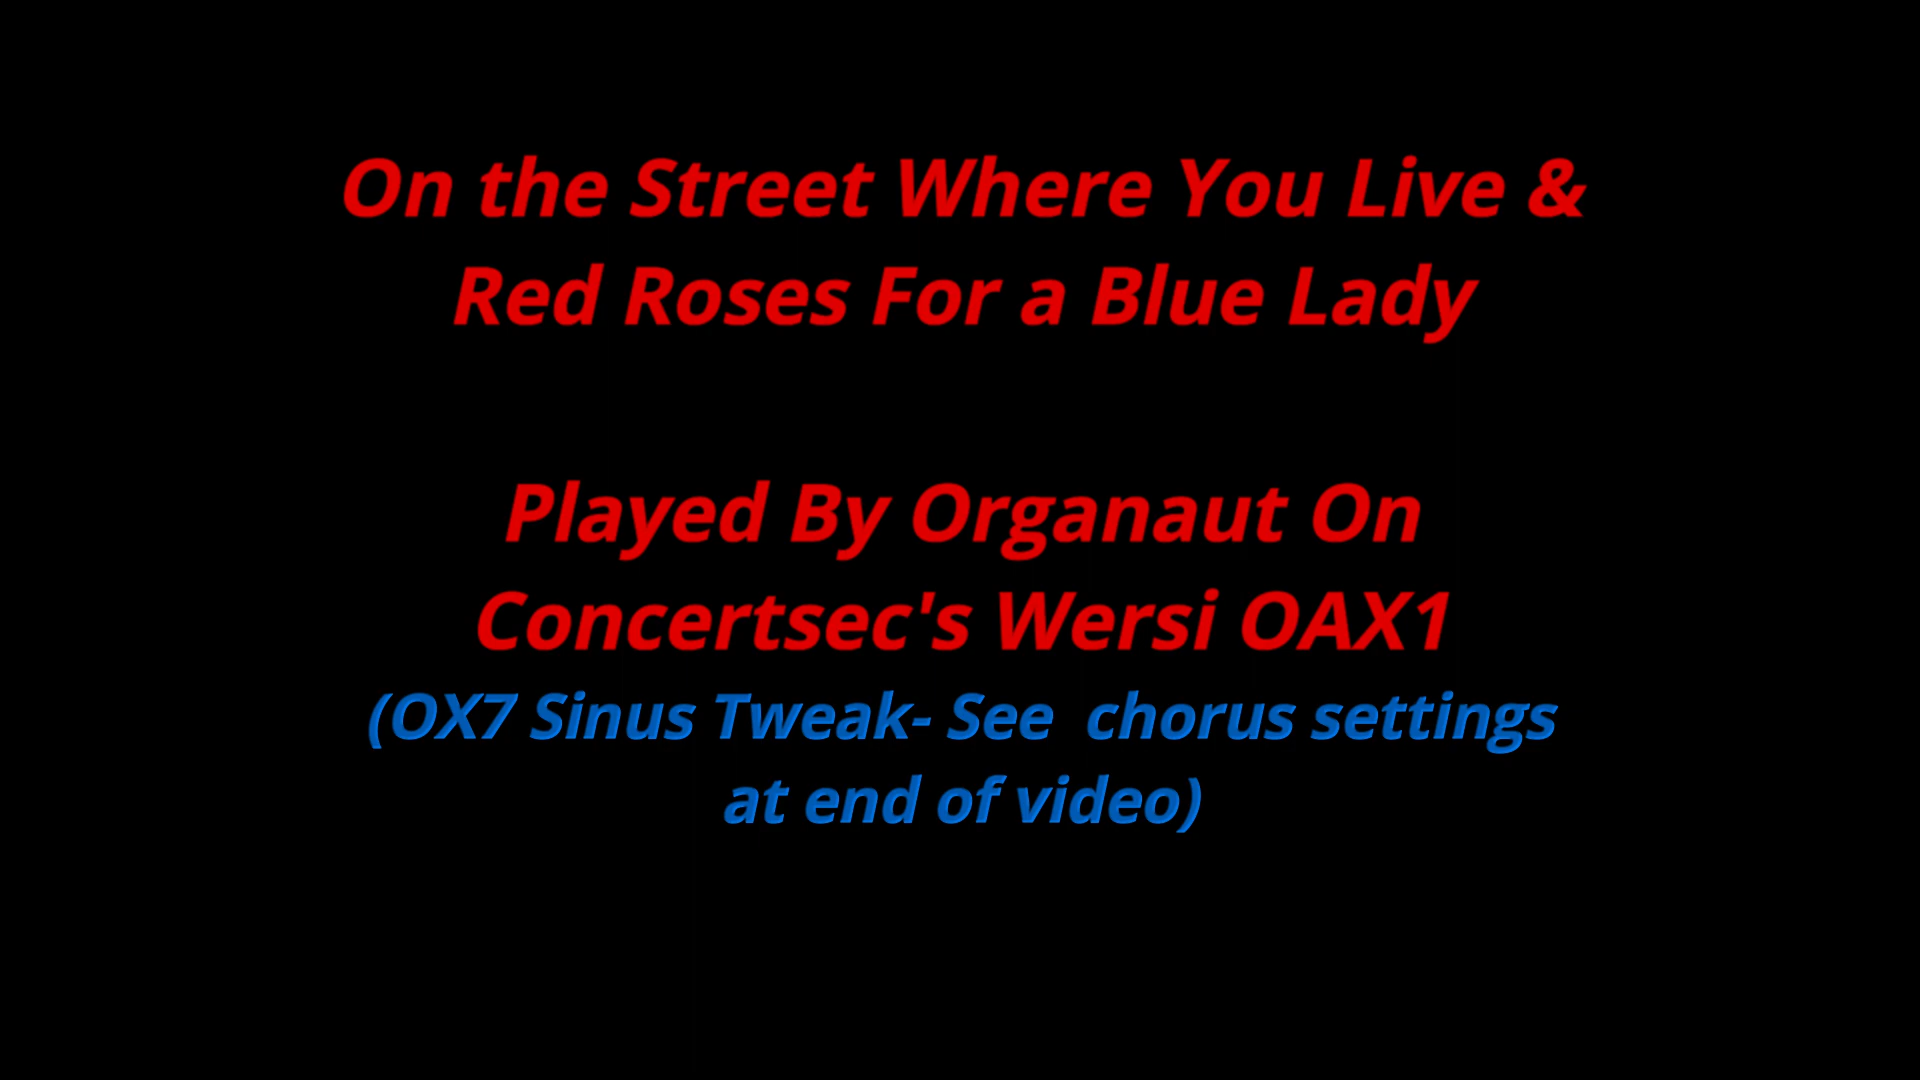 On the Street Where You Live &
Red Roses For a Blue Lady
Played By Organaut On
Concertsec's Wersi OAX1
(OX7 Sinus Tweak- See  chorus settings
at end of video)